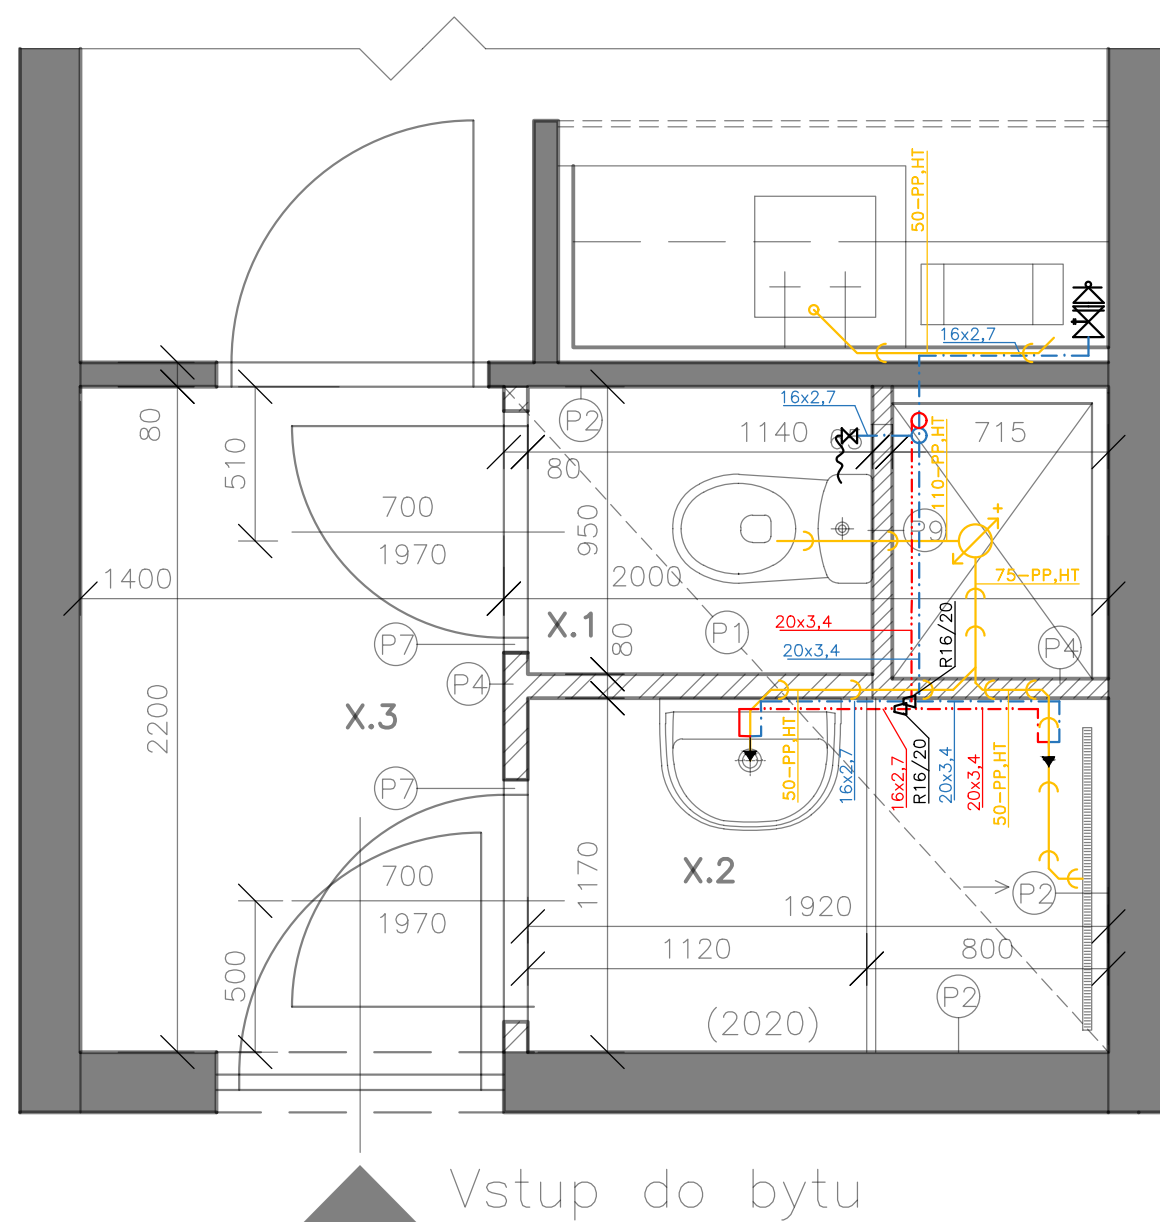 50-PP,HT
16x2,7
16x2,7
P2
80
510
1140
65
715
80
110-PP,HT
700
1970
950
P9
75-PP,HT
1400
2000
X.1
80
20x3,4
20x3,4
R16/20
P1
P7
P4
P4
X.3
2200
50-PP,HT
16x2,7
16x2,7
R16/20
20x3,4
20x3,4
50-PP,HT
P7
700
1970
1170
X.2
P2
1920
1120
800
500
P2
(2020)
Vstup do bytu